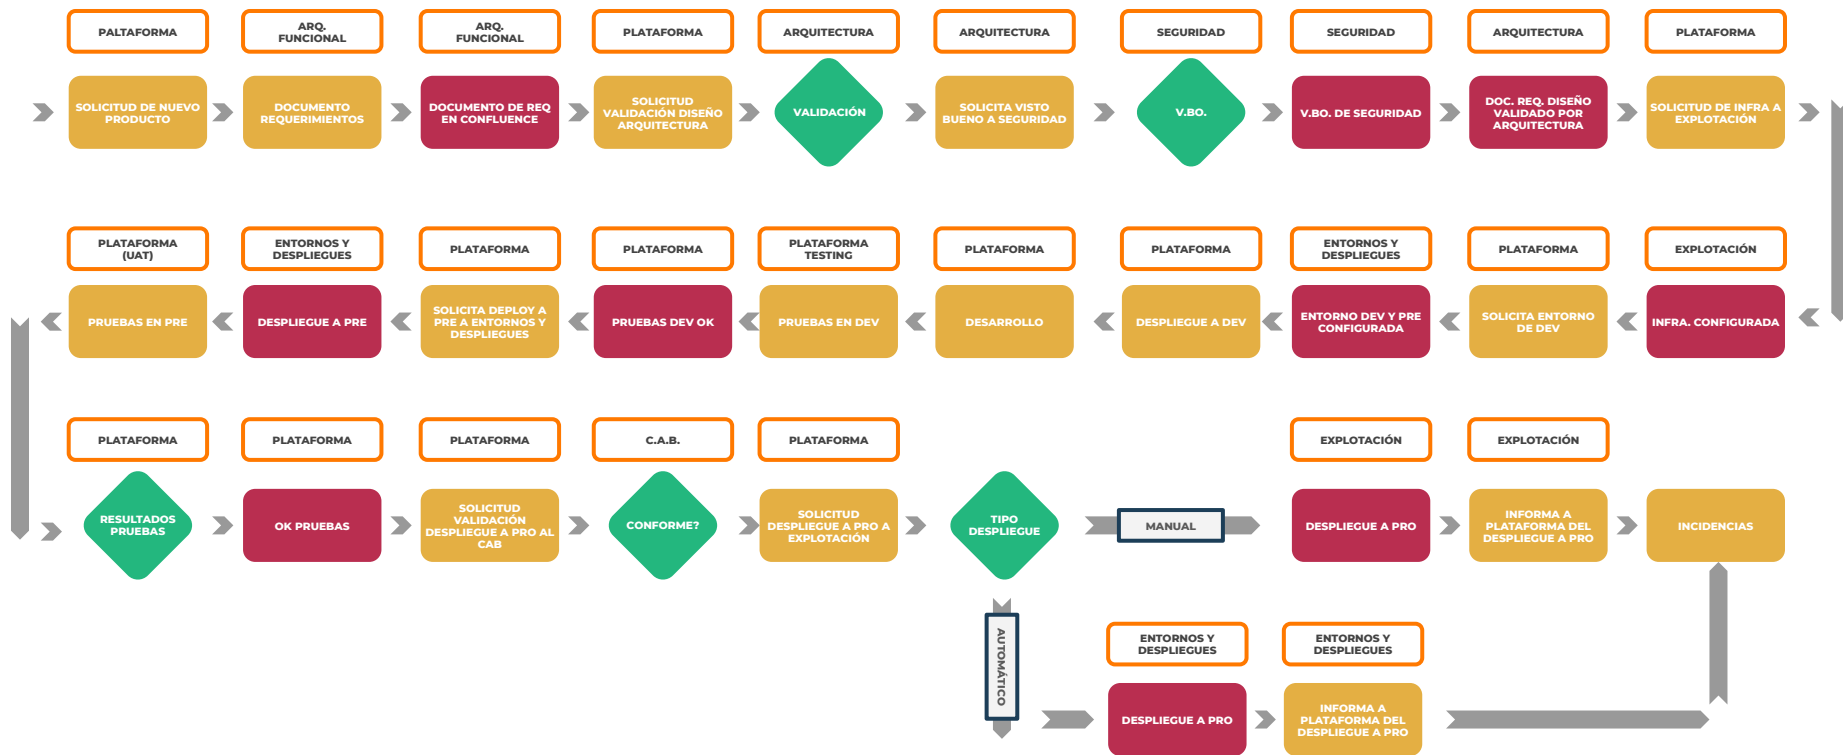 PALTAFORMA
ARQ.
FUNCIONAL
ARQ.
FUNCIONAL
PLATAFORMA
ARQUITECTURA
ARQUITECTURA
SEGURIDAD
SEGURIDAD
ARQUITECTURA
PLATAFORMA
SOLICITUD DE NUEVO
PRODUCTO
DOCUMENTO
REQUERIMIENTOS
DOCUMENTO DE REQ
EN CONFLUENCE
SOLICITUD
VALIDACIÓN DISEÑO
ARQUITECTURA
VALIDACIÓN
SOLICITA VISTO
BUENO A SEGURIDAD
V.BO.
V.BO. DE SEGURIDAD
DOC. REQ. DISEÑO
VALIDADO POR
ARQUITECTURA
SOLICITUD DE INFRA A
EXPLOTACIÓN
PLATAFORMA
(UAT)
ENTORNOS Y
DESPLIEGUES
PLATAFORMA
PLATAFORMA
PLATAFORMA
TESTING
PLATAFORMA
PLATAFORMA
ENTORNOS Y
DESPLIEGUES
PLATAFORMA
EXPLOTACIÓN
PRUEBAS EN PRE
DESPLIEGUE A PRE
SOLICITA DEPLOY A
PRE A ENTORNOS Y
DESPLIEGUES
PRUEBAS DEV OK
PRUEBAS EN DEV
DESARROLLO
DESPLIEGUE A DEV
ENTORNO DEV Y PRE
CONFIGURADA
SOLICITA ENTORNO
DE DEV
INFRA. CONFIGURADA
PLATAFORMA
PLATAFORMA
PLATAFORMA
C.A.B.
PLATAFORMA
EXPLOTACIÓN
EXPLOTACIÓN
RESULTADOS
PRUEBAS
OK PRUEBAS
SOLICITUD
VALIDACIÓN
DESPLIEGUE A PRO AL
CAB
CONFORME?
SOLICITUD
DESPLIEGUE A PRO A
EXPLOTACIÓN
TIPO
DESPLIEGUE
MANUAL
DESPLIEGUE A PRO
INFORMA A
PLATAFORMA DEL
DESPLIEGUE A PRO
INCIDENCIAS
AUTOMÁTICO
ENTORNOS Y
DESPLIEGUES
ENTORNOS Y
DESPLIEGUES
DESPLIEGUE A PRO
INFORMA A
PLATAFORMA DEL
DESPLIEGUE A PRO